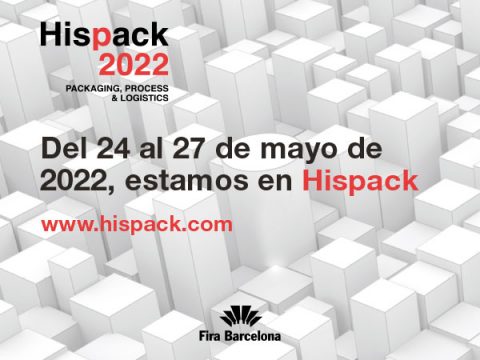 Hispack
2022
PACKAGING, PROCESS
& LOGISTICS
Del 24 al 27 de mayo de
2022, estamos en Hispack
www.hispack.com
Fira Barcelona